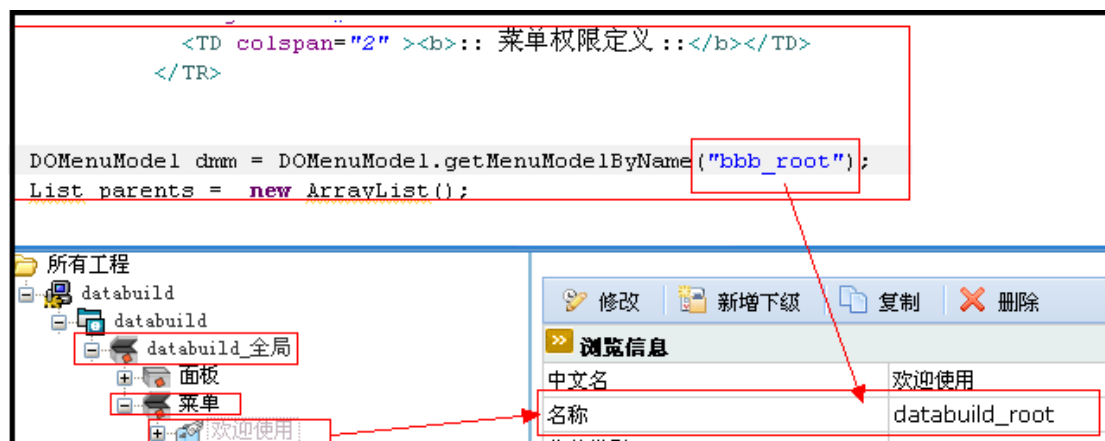 <TD colspan="2" ><b>:: 菜单权限定义 ::</b></TD>
</TR>
DOMenuModel dmm = DOMenuModel.getMenuModelByName("bbb_root");
List parents = new ArrayList();
所有工程
databuild
databuild
databuild_全局
面板
菜单
欢迎使用
修改 新增下级 复制 删除
浏览信息
中文名 欢迎使用
名称 databuild_root